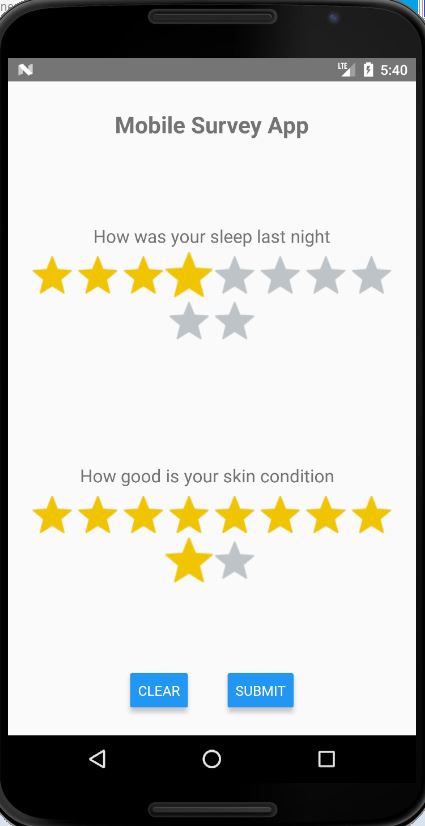 LTE 5:40
Mobile Survey App
How was your sleep last night
How good is your skin condition
CLEAR SUBMIT